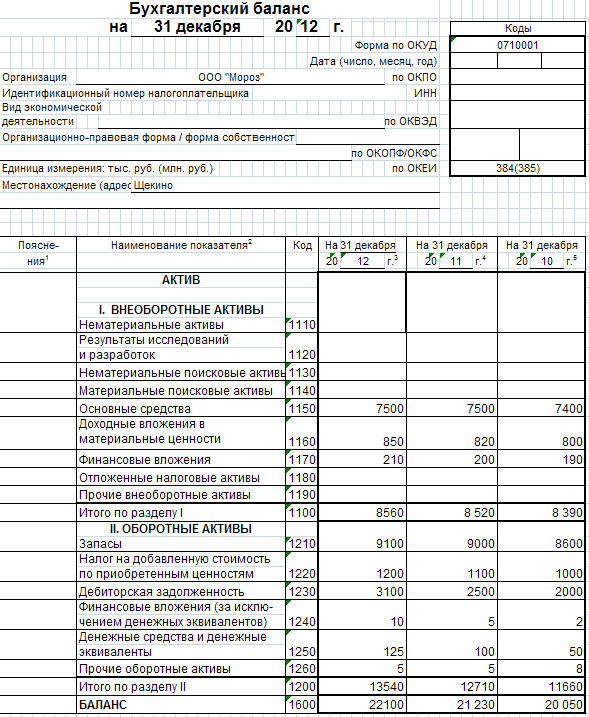 Бухгалтерский баланс
на 31 декабря 20 12 г.
Коды
Форма по ОКУД 0710001
Дата (число, месяц, год)
Организация ООО "Мороз" по ОКПО
Идентификационный номер налогоплательщика ИНН
Вид экономической
деятельности по ОКВЭД
Организационно-правовая форма / форма собственност
по ОКОПФ/ОКФС
Единица измерения: тыс. руб. (млн. руб.) по ОКЕИ 384(385)
Местонахождение (адрес Щекино
Поясне- Наименование показателя2 Код На 31 декабря На 31 декабря На 31 декабря
ния1 20 12 г.3 20 11 г.4 20 10 г.5
АКТИВ
I. ВНЕОБОРОТНЫЕ АКТИВЫ
Нематериальные активы 1110
Результаты исследований
и разработок 1120
Нематериальные поисковые активы 1130
Материальные поисковые активы 1140
Основные средства 1150 7500 7500 7400
Доходные вложения в
материальные ценности 1160 850 820 800
Финансовые вложения 1170 210 200 190
Отложенные налоговые активы 1180
Прочие внеоборотные активы 1190
Итого по разделу I 1100 8560 8 520 8 390
II. ОБОРОТНЫЕ АКТИВЫ
Запасы 1210 9100 9000 8600
Налог на добавленную стоимость
по приобретенным ценностям 1220 1200 1100 1000
Дебиторская задолженность 1230 3100 2500 2000
Финансовые вложения (за исклю-
чением денежных эквивалентов) 1240 10 5 2
Денежные средства и денежные
эквиваленты 1250 125 100 50
Прочие оборотные активы 1260 5 5 8
Итого по разделу II 1200 13540 12710 11660
БАЛАНС 1600 22100 21 230 20 050